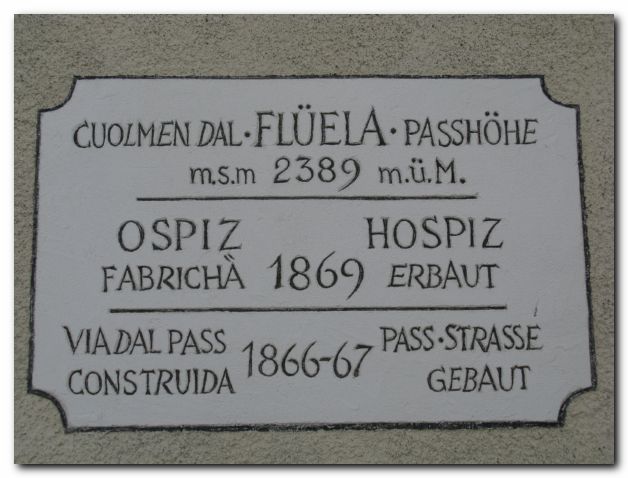 CUOLMEN DAL · FLÜELA · PASSHÖHE
m.s.m 2389 m.ü.M.
OSPIZ HOSPIZ
FABRICHÀ 1869 ERBAUT
VIA DAL PASS 1866-67 PASS·STRASSE
CONSTRUIDA GEBAUT